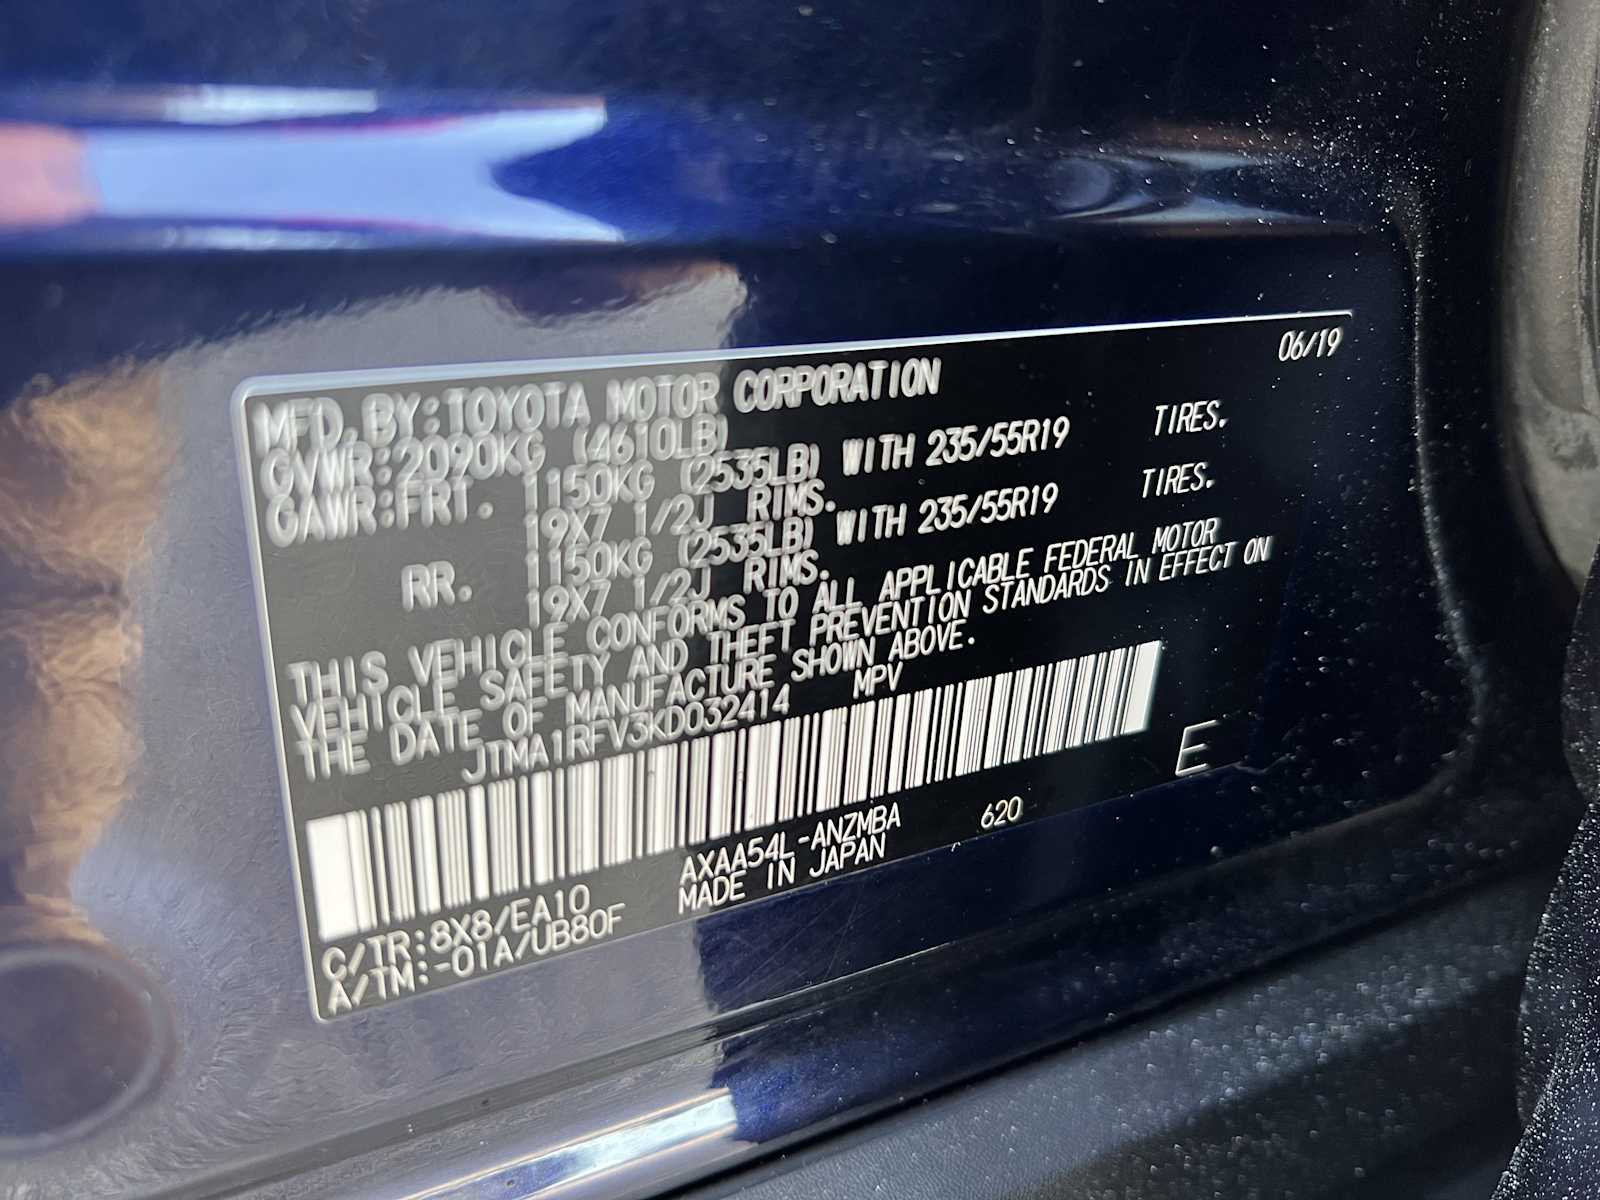 06/19
MFD.BY:TOYOTA MOTOR CORPORATION
GVWR:2090KG (4610LB)
GAWR:FRT. 1150KG (2535LB) WITH 235/55R19 TIRES.
19X7 1/2J RIMS.
RR. 1150KG (2535LB) WITH 235/55R19 TIRES.
19X7 1/2J RIMS.
THIS VEHICLE CONFORMS TO ALL APPLICABLE FEDERAL MOTOR
VEHICLE SAFETY AND THEFT PREVENTION STANDARDS IN EFFECT ON
THE DATE OF MANUFACTURE SHOWN ABOVE.
JTMA1RFV3KD032414 MPV
E
AXAA54L-ANZMBA 620
MADE IN JAPAN
C/TR:8X8/EA10
A/TM:-01A/UB80F